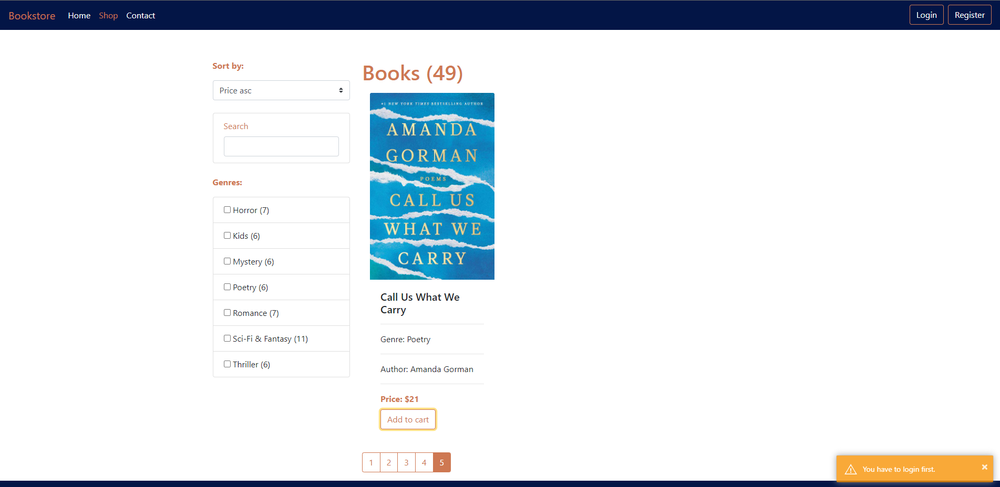 Bookstore Home Shop Contact Login Register
Sort by:
Price asc
Search
Genres:
Horror (7)
Kids (6)
Mystery (6)
Poetry (6)
Romance (7)
Sci-Fi & Fantasy (11)
Thriller (6)
Books (49)
#1 NEW YORK TIMES BESTSELLING AUTHOR
AMANDA
GORMAN
POEMS
CALL US
WHAT WE
CARRY
Call Us What We
Carry
Genre: Poetry
Author: Amanda Gorman
Price: $21
Add to cart
1 2 3 4 5
You have to login first.